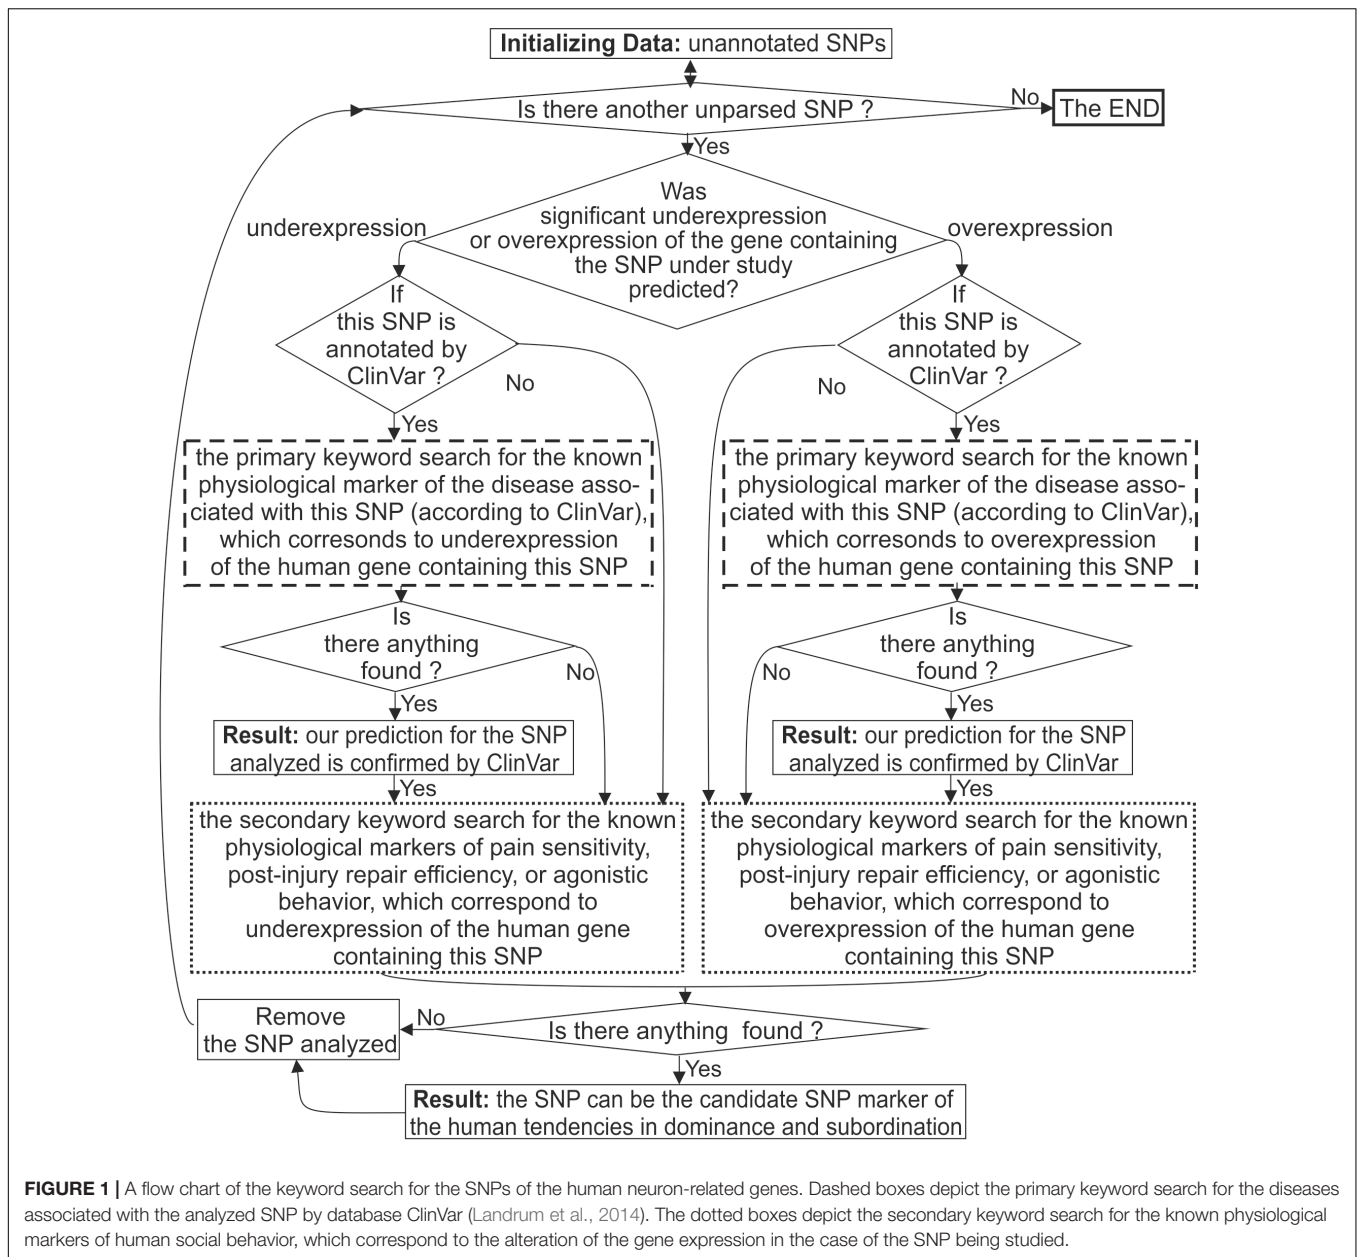 Initializing Data: unannotated SNPs
Is there another unparsed SNP ?
No
The END
Yes
Was
significant underexpression
or overexpression of the gene containing
the SNP under study
predicted?
underexpression
overexpression
If
this SNP is
annotated by
ClinVar ?
No
Yes
If
this SNP is
annotated by
ClinVar ?
No
Yes
the primary keyword search for the known
physiological marker of the disease asso-
ciated with this SNP (according to ClinVar),
which corresonds to underexpression
of the human gene containing this SNP
the primary keyword search for the known
physiological marker of the disease asso-
ciated with this SNP (according to ClinVar),
which corresonds to overexpression
of the human gene containing this SNP
Is
there anything
found ?
No
Yes
Is
there anything
found ?
No
Yes
Result: our prediction for the SNP
analyzed is confirmed by ClinVar
Yes
Result: our prediction for the SNP
analyzed is confirmed by ClinVar
Yes
the secondary keyword search for the known
physiological markers of pain sensitivity,
post-injury repair efficiency, or agonistic
behavior, which correspond to
underexpression of the human gene
containing this SNP
the secondary keyword search for the known
physiological markers of pain sensitivity,
post-injury repair efficiency, or agonistic
behavior, which correspond to
overexpression of the human gene
containing this SNP
Remove
the SNP analyzed
No
Is there anything found ?
Yes
Result: the SNP can be the candidate SNP marker of
the human tendencies in dominance and subordination
FIGURE 1 | A flow chart of the keyword search for the SNPs of the human neuron-related genes. Dashed boxes depict the primary keyword search for the diseases
associated with the analyzed SNP by database ClinVar (Landrum et al., 2014). The dotted boxes depict the secondary keyword search for the known physiological
markers of human social behavior, which correspond to the alteration of the gene expression in the case of the SNP being studied.